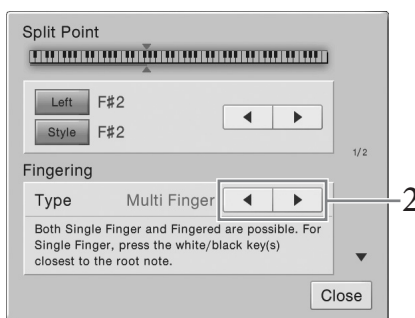 Split Point
Left F#2
Style F#2
1/2
Fingering
Type Multi Finger
2
Both Single Finger and Fingered are possible. For
Single Finger, press the white/black key(s)
closest to the root note.
Close